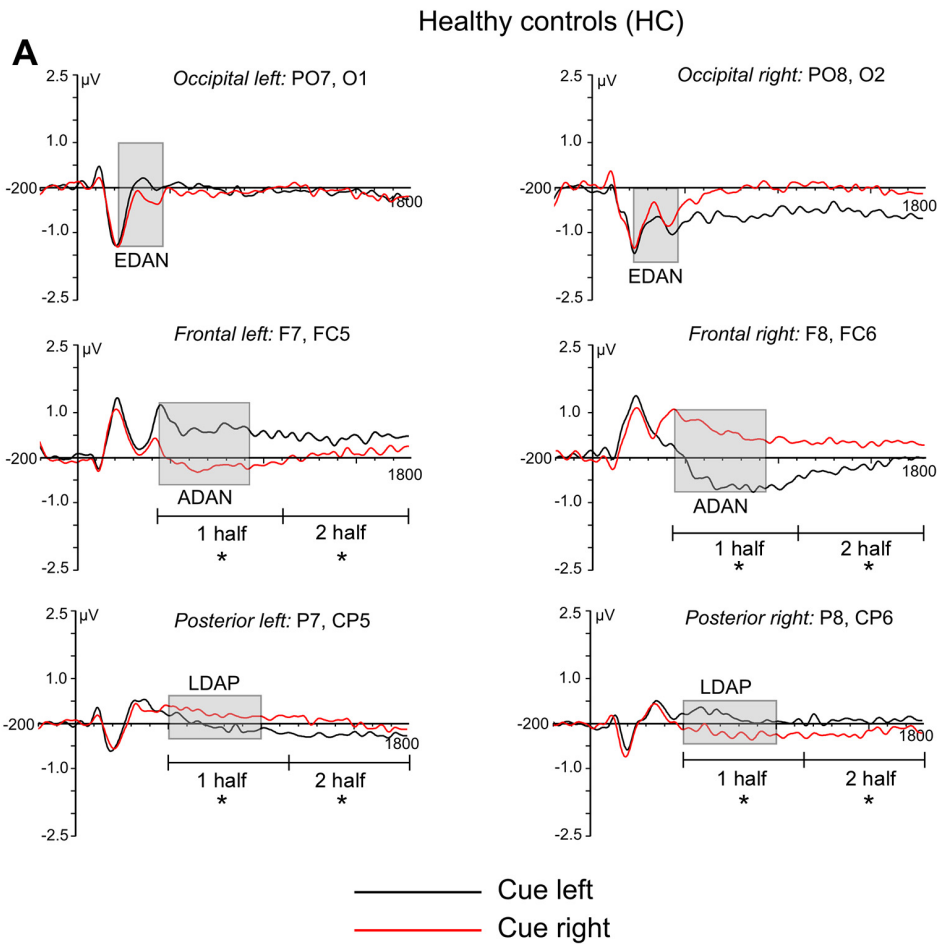 Healthy controls (HC)
A
Occipital left: PO7, O1
2.5 µV
1.0
-200
1800
-1.0
EDAN
-2.5
Occipital right: PO8, O2
2.5 µV
1.0
-200
1800
-1.0
EDAN
-2.5
Frontal left: F7, FC5
2.5 µV
1.0
-200
1800
-1.0
ADAN
1 half 2 half
* *
-2.5
Frontal right: F8, FC6
2.5 µV
1.0
-200
1800
-1.0
ADAN
1 half 2 half
* *
-2.5
Posterior left: P7, CP5
2.5 µV
LDAP
1.0
-200
1800
-1.0
1 half 2 half
* *
-2.5
Posterior right: P8, CP6
2.5 µV
LDAP
1.0
-200
1800
-1.0
1 half 2 half
* *
-2.5
Cue left
Cue right